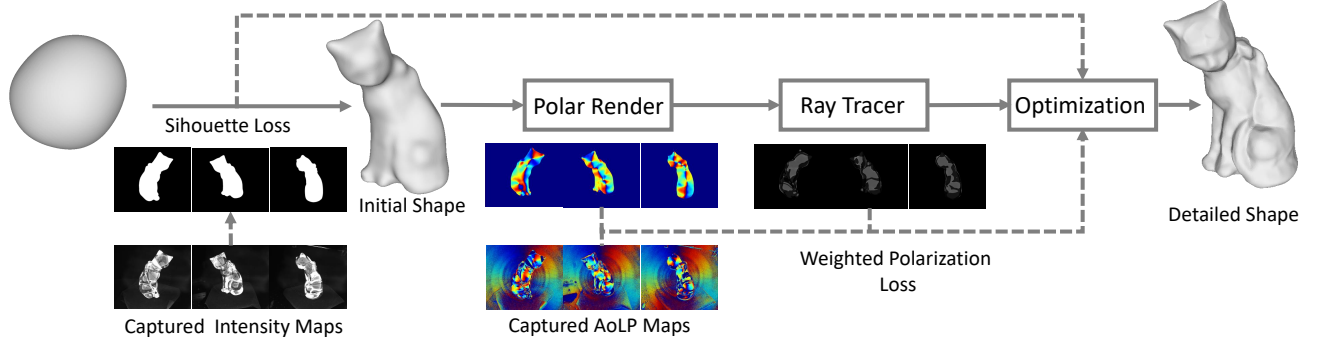 Sihouette Loss
Initial Shape
Captured Intensity Maps
Polar Render
Ray Tracer
Optimization
Captured AoLP Maps
Weighted Polarization
Loss
Detailed Shape